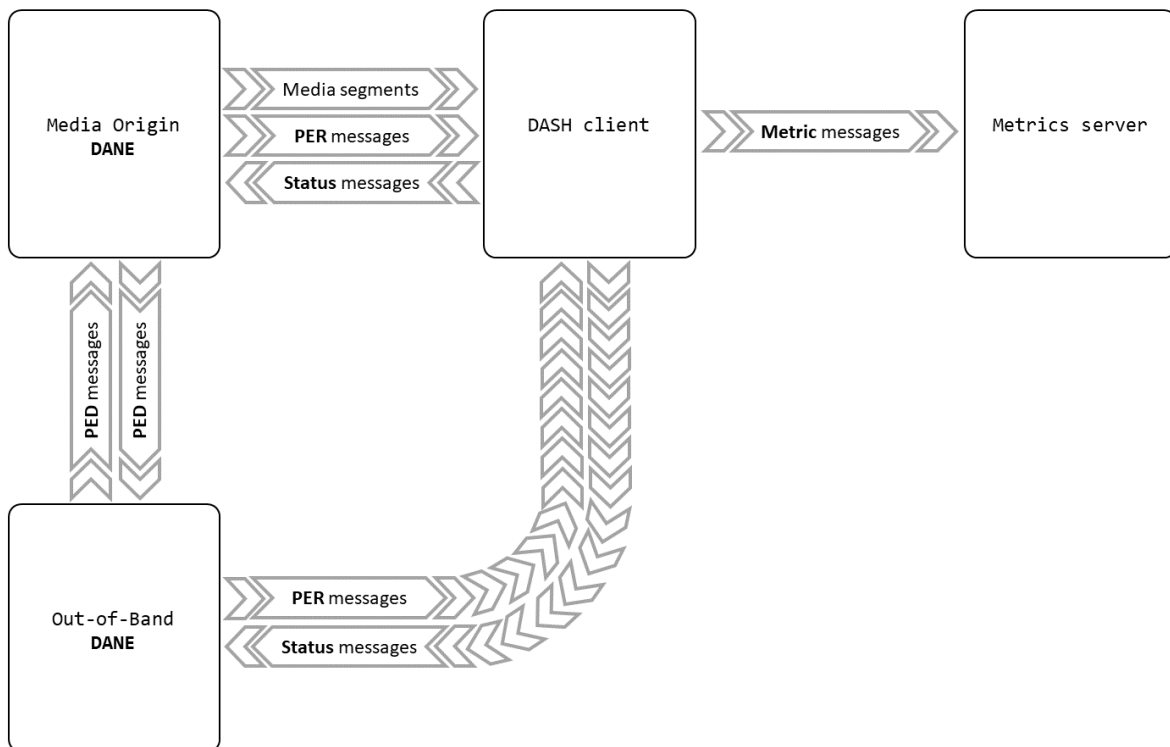 Media segments
Media Origin
DANE
PER messages
Status messages
DASH client
Metric messages
Metrics server
PED messages
PED messages
Out-of-Band
DANE
PER messages
Status messages